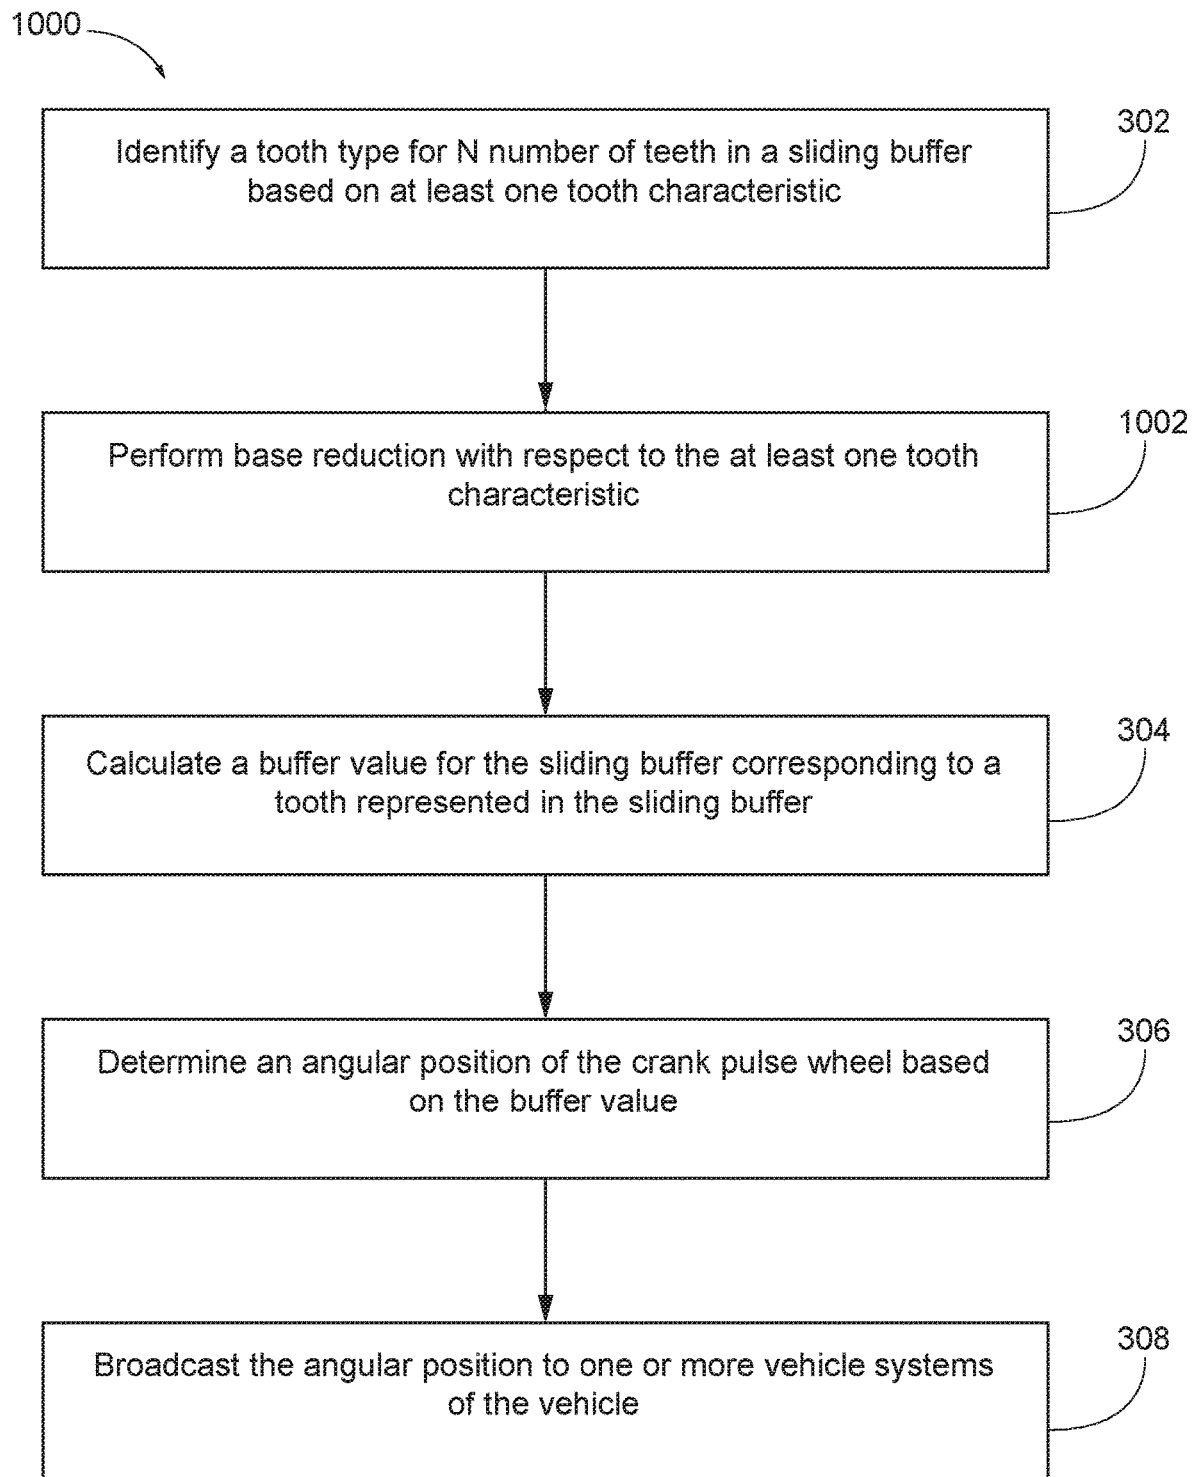 1000
302
Identify a tooth type for N number of teeth in a sliding buffer
based on at least one tooth characteristic
1002
Perform base reduction with respect to the at least one tooth
characteristic
304
Calculate a buffer value for the sliding buffer corresponding to a
tooth represented in the sliding buffer
306
Determine an angular position of the crank pulse wheel based
on the buffer value
308
Broadcast the angular position to one or more vehicle systems
of the vehicle